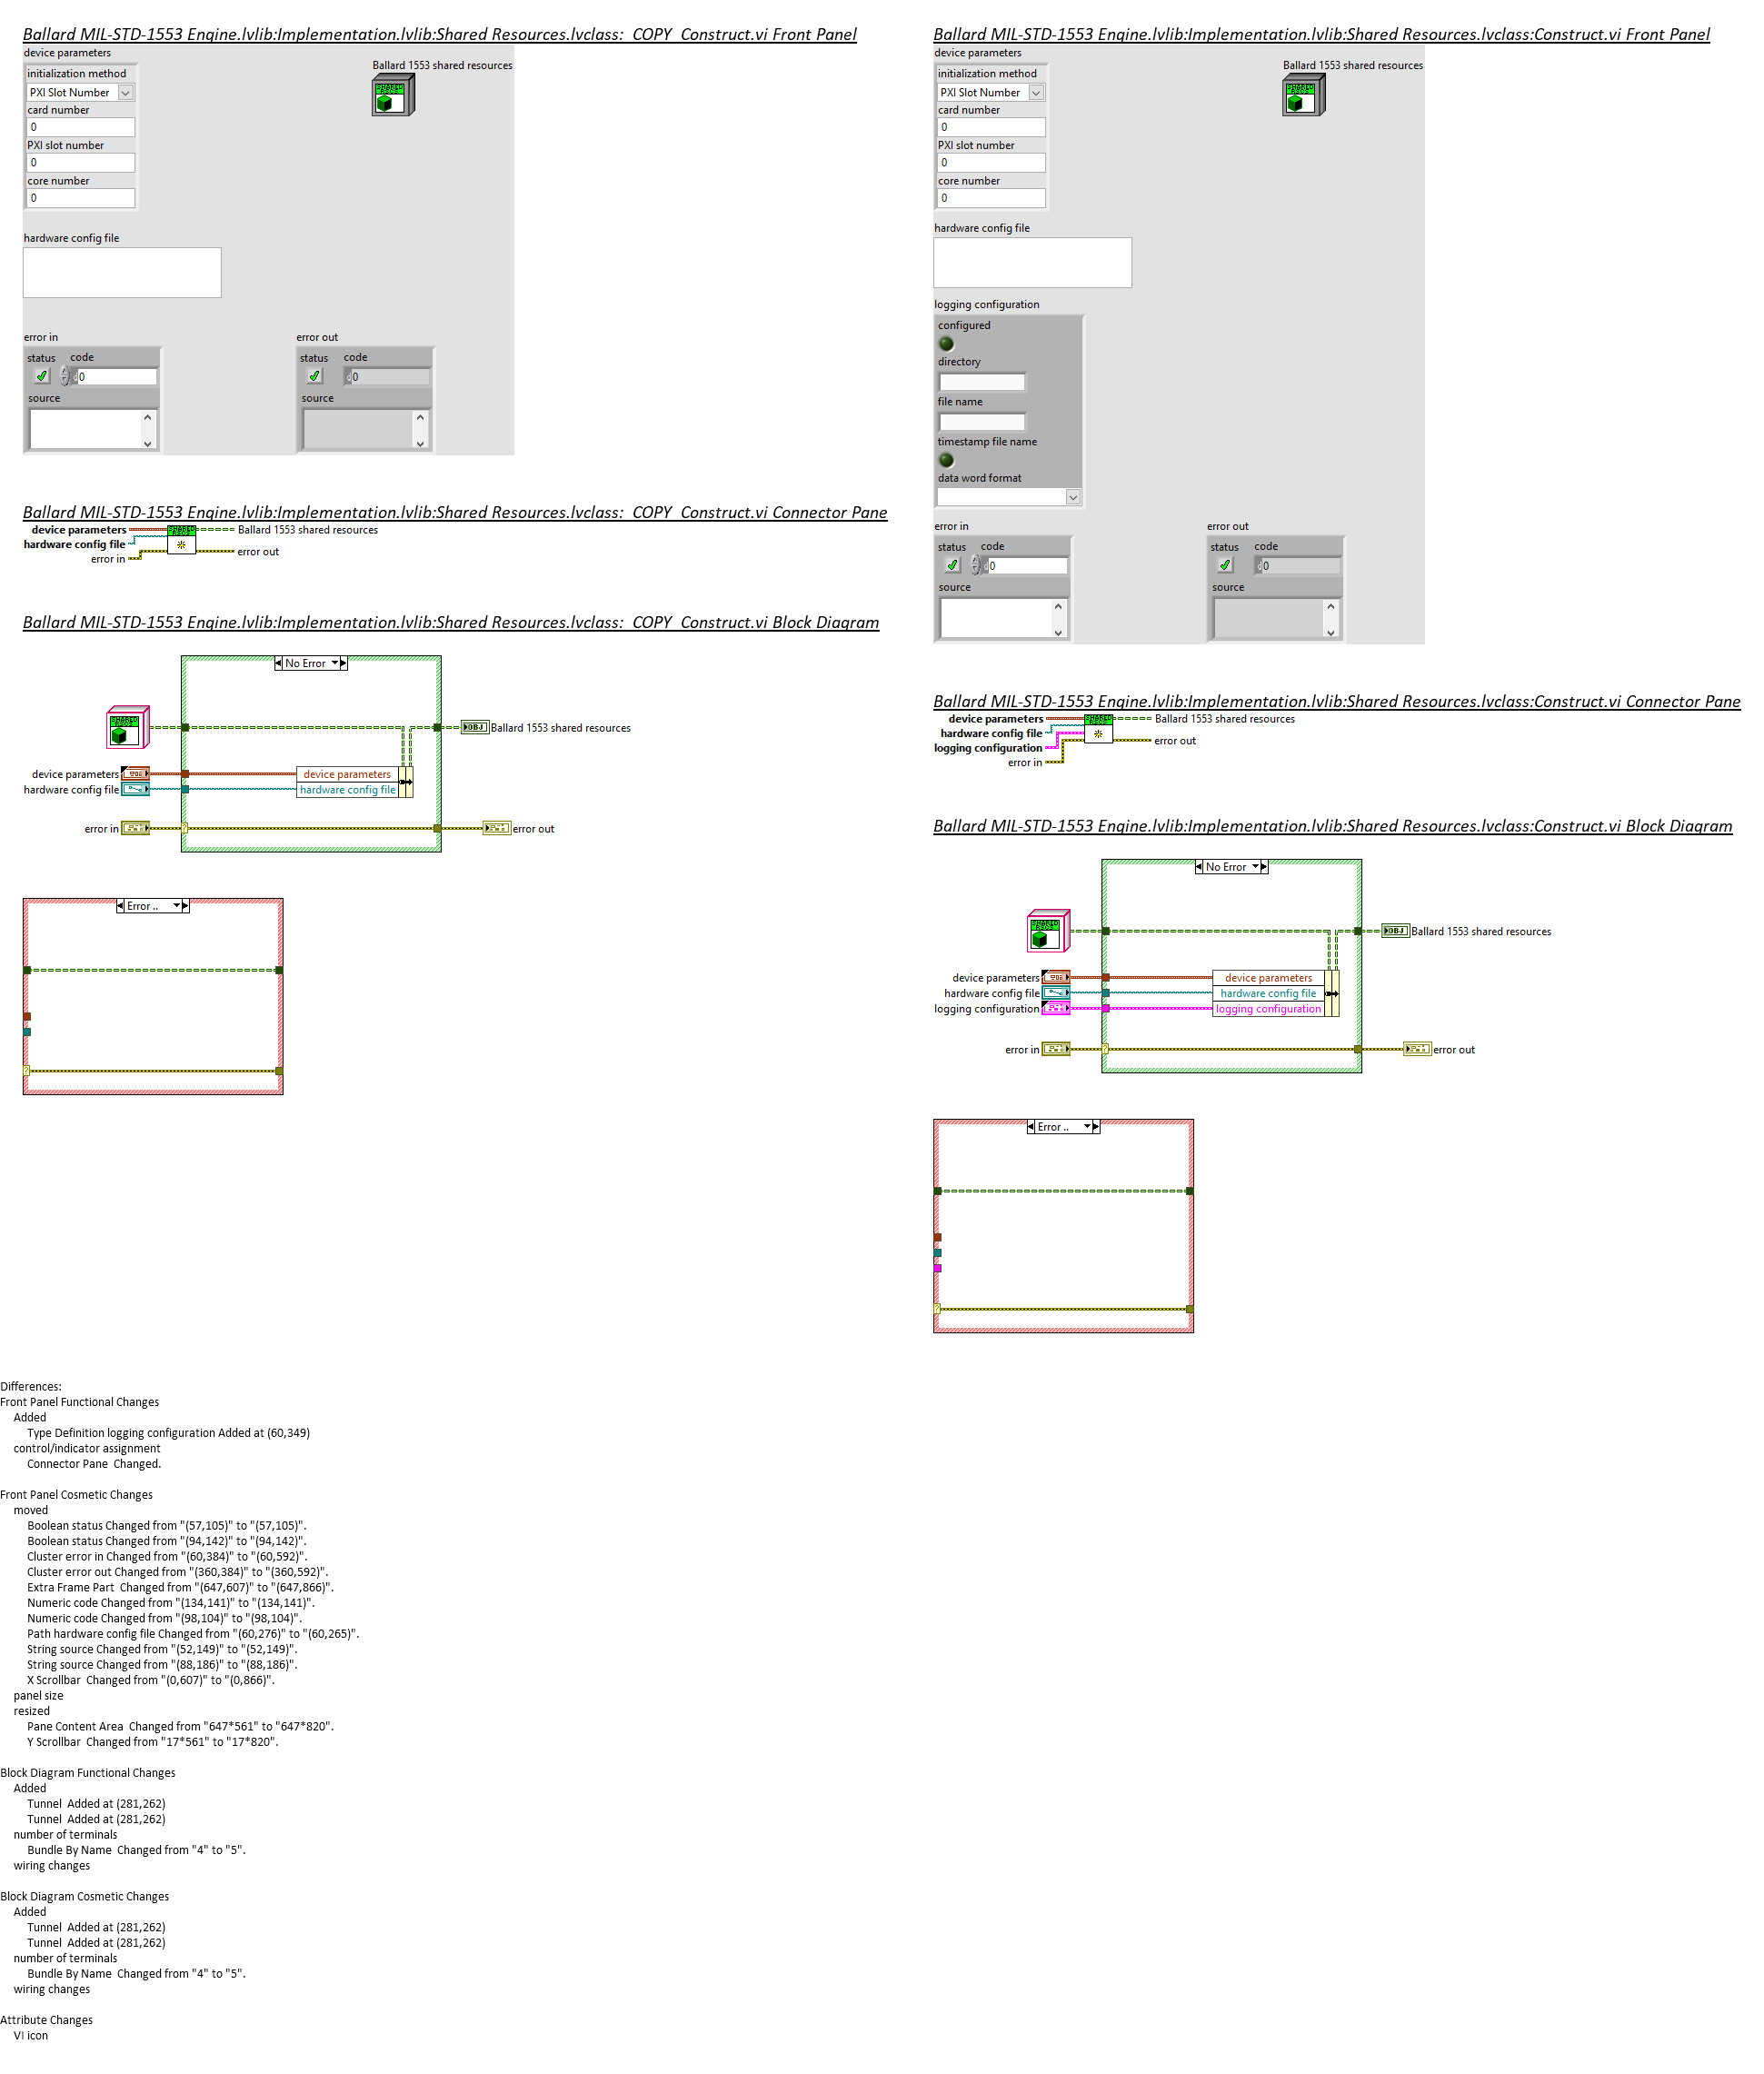 Ballard MIL-STD-1553 Engine.lvlib:Implementation.lvlib:Shared Resources.lvclass:_COPY_Construct.vi Front Panel
device parameters
initialization method
PXI Slot Number
card number
0
PXI slot number
0
core number
0
Ballard 1553 shared resources
SHARED
RSCS
hardware config file
error in
status code
0
source
error out
status code
0
source
Ballard MIL-STD-1553 Engine.lvlib:Implementation.lvlib:Shared Resources.lvclass:_COPY_Construct.vi Connector Pane
device parameters
hardware config file
error in
SHARED
RSCS
Ballard 1553 shared resources
error out
Ballard MIL-STD-1553 Engine.lvlib:Implementation.lvlib:Shared Resources.lvclass:_COPY_Construct.vi Block Diagram
No Error
SHARED
RSCS
OBJ
Ballard 1553 shared resources
device parameters
hardware config file
device parameters
hardware config file
error in
?
error out
Error ..
?
Ballard MIL-STD-1553 Engine.lvlib:Implementation.lvlib:Shared Resources.lvclass:Construct.vi Front Panel
device parameters
initialization method
PXI Slot Number
card number
0
PXI slot number
0
core number
0
Ballard 1553 shared resources
SHARED
RSCS
hardware config file
logging configuration
configured
directory
file name
timestamp file name
data word format
error in
status code
0
source
error out
status code
0
source
Ballard MIL-STD-1553 Engine.lvlib:Implementation.lvlib:Shared Resources.lvclass:Construct.vi Connector Pane
device parameters
hardware config file
logging configuration
error in
SHARED
RSCS
Ballard 1553 shared resources
error out
Ballard MIL-STD-1553 Engine.lvlib:Implementation.lvlib:Shared Resources.lvclass:Construct.vi Block Diagram
No Error
SHARED
RSCS
OBJ
Ballard 1553 shared resources
device parameters
hardware config file
logging configuration
device parameters
hardware config file
logging configuration
error in
?
error out
Error ..
?
Differences:
Front Panel Functional Changes
Added
Type Definition logging configuration Added at (60,349)
control/indicator assignment
Connector Pane  Changed.
Front Panel Cosmetic Changes
moved
Boolean status Changed from "(57,105)" to "(57,105)".
Boolean status Changed from "(94,142)" to "(94,142)".
Cluster error in Changed from "(60,384)" to "(60,592)".
Cluster error out Changed from "(360,384)" to "(360,592)".
Extra Frame Part  Changed from "(647,607)" to "(647,866)".
Numeric code Changed from "(134,141)" to "(134,141)".
Numeric code Changed from "(98,104)" to "(98,104)".
Path hardware config file Changed from "(60,276)" to "(60,265)".
String source Changed from "(52,149)" to "(52,149)".
String source Changed from "(88,186)" to "(88,186)".
X Scrollbar  Changed from "(0,607)" to "(0,866)".
panel size
resized
Pane Content Area  Changed from "647*561" to "647*820".
Y Scrollbar  Changed from "17*561" to "17*820".
Block Diagram Functional Changes
Added
Tunnel  Added at (281,262)
Tunnel  Added at (281,262)
number of terminals
Bundle By Name  Changed from "4" to "5".
wiring changes
Block Diagram Cosmetic Changes
Added
Tunnel  Added at (281,262)
Tunnel  Added at (281,262)
number of terminals
Bundle By Name  Changed from "4" to "5".
wiring changes
Attribute Changes
VI icon